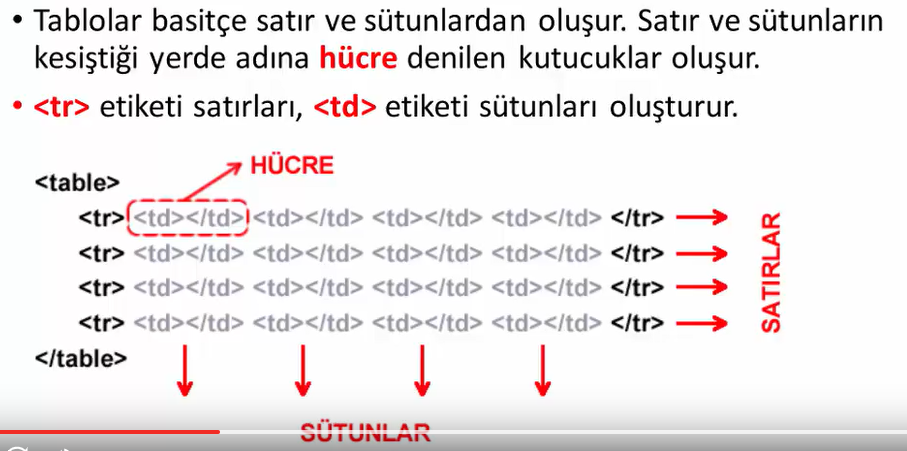 • Tablolar basitçe satır ve sütunlardan oluşur. Satır ve sütunların
kesiştiği yerde adına hücre denilen kutucuklar oluşur.
• <tr> etiketi satırları, <td> etiketi sütunları oluşturur.
HÜCRE
<table>
<tr> <td></td> <td></td> <td></td> <td></td> </tr>
<tr> <td></td> <td></td> <td></td> <td></td> </tr>
<tr> <td></td> <td></td> <td></td> <td></td> </tr>
<tr> <td></td> <td></td> <td></td> <td></td> </tr>
</table>
SATIRLAR
SÜTUNLAR